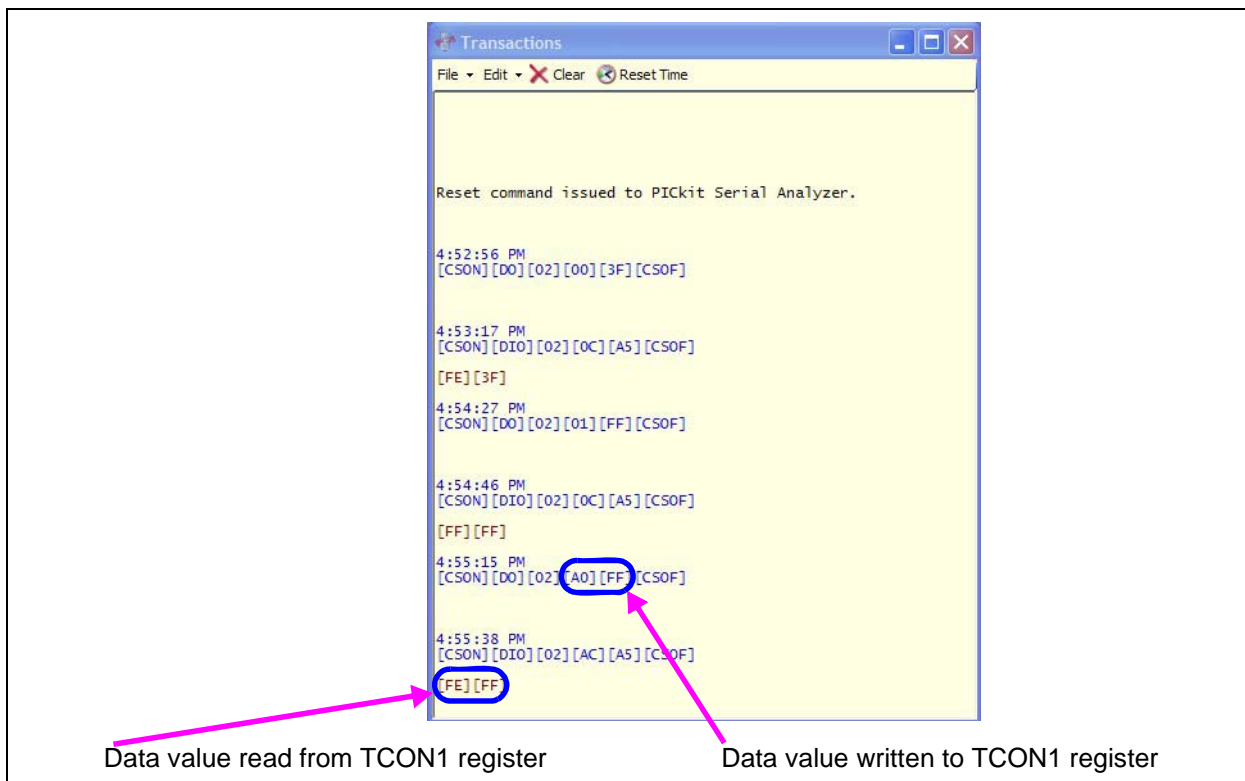 Transactions
File Edit Clear Reset Time
Reset command issued to PICkit Serial Analyzer.
4:52:56 PM
[CSON][DO][02][00][3F][CSOF]
4:53:17 PM
[CSON][DIO][02][0C][A5][CSOF]
[FE][3F]
4:54:27 PM
[CSON][DO][02][01][FF][CSOF]
4:54:46 PM
[CSON][DIO][02][0C][A5][CSOF]
[FF][FF]
4:55:15 PM
[CSON][DO][02][A0][FF][CSOF]
4:55:38 PM
[CSON][DIO][02][AC][A5][CSOF]
[FE][FF]
Data value read from TCON1 register
Data value written to TCON1 register